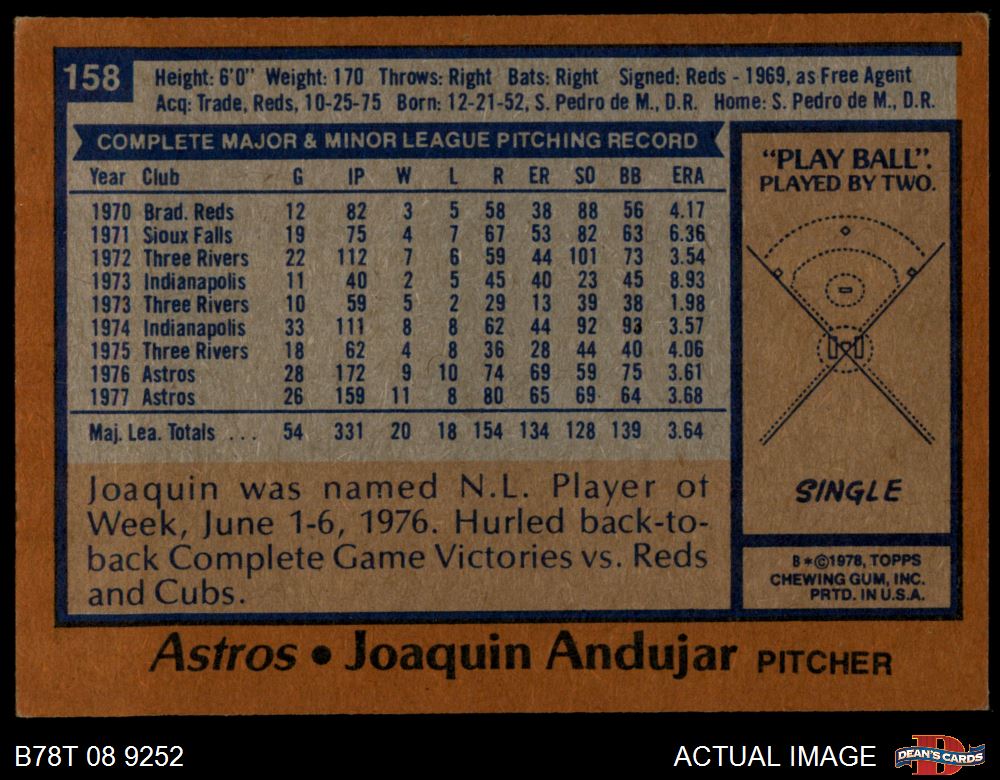 158
Height: 6'0" Weight: 170 Throws: Right Bats: Right Signed: Reds - 1969, as Free Agent
Acq: Trade, Reds, 10-25-75 Born: 12-21-52, S. Pedro de M., D.R. Home: S. Pedro de M., D.R.
COMPLETE MAJOR & MINOR LEAGUE PITCHING RECORD
Year Club G IP W L R ER SO BB ERA
1970 Brad. Reds 12 82 3 5 58 38 88 56 4.17
1971 Sioux Falls 19 75 4 7 67 53 82 63 6.36
1972 Three Rivers 22 112 7 6 59 44 101 73 3.54
1973 Indianapolis 11 40 2 5 45 40 23 45 8.93
1973 Three Rivers 10 59 5 2 29 13 39 38 1.98
1974 Indianapolis 33 111 8 8 62 44 92 93 3.57
1975 Three Rivers 18 62 4 8 36 28 44 40 4.06
1976 Astros 28 172 9 10 74 69 59 75 3.61
1977 Astros 26 159 11 8 80 65 69 64 3.68
Maj. Lea. Totals ... 54 331 20 18 154 134 128 139 3.64
Joaquin was named N.L. Player of
Week, June 1-6, 1976. Hurled back-to-
back Complete Game Victories vs. Reds
and Cubs.
"PLAY BALL".
PLAYED BY TWO.
SINGLE
B*©1978, TOPPS
CHEWING GUM, INC.
PRTD. IN U.S.A.
Astros • Joaquin Andujar PITCHER
B78T 08 9252
ACTUAL IMAGE
D
DEAN'S CARDS